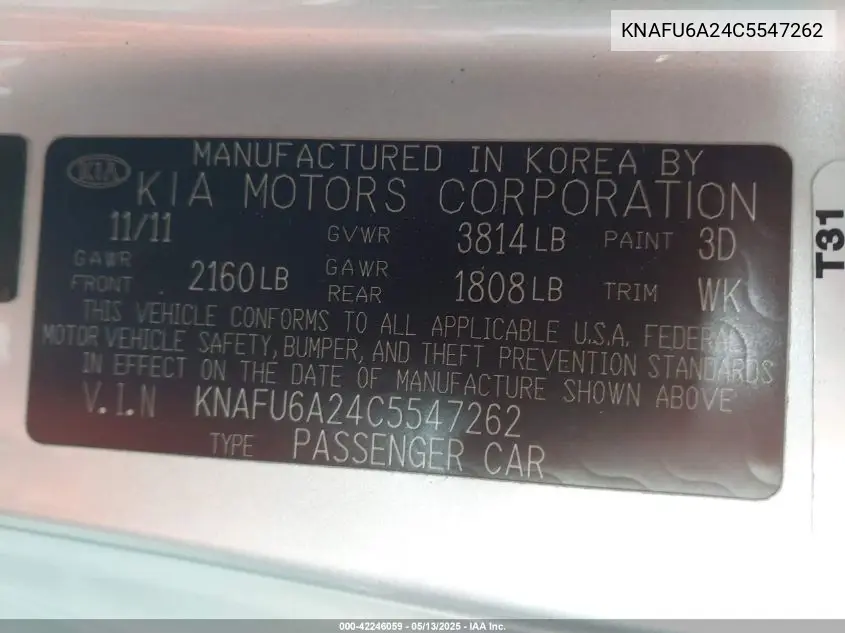 KNAFU6A24C5547262
MANUFACTURED IN KOREA BY
KIA
KIA MOTORS CORPORATION
11/11 GVWR 3814LB PAINT 3D
GAWR FRONT 2160LB GAWR REAR 1808LB TRIM WK
THIS VEHICLE CONFORMS TO ALL APPLICABLE U.S.A. FEDERAL
MOTOR VEHICLE SAFETY, BUMPER, AND THEFT PREVENTION STANDARDS
IN EFFECT ON THE DATE OF MANUFACTURE SHOWN ABOVE
V.I.N KNAFU6A24C5547262
TYPE PASSENGER CAR
T31
000-42246059 — 05/13/2025 — IAA Inc.